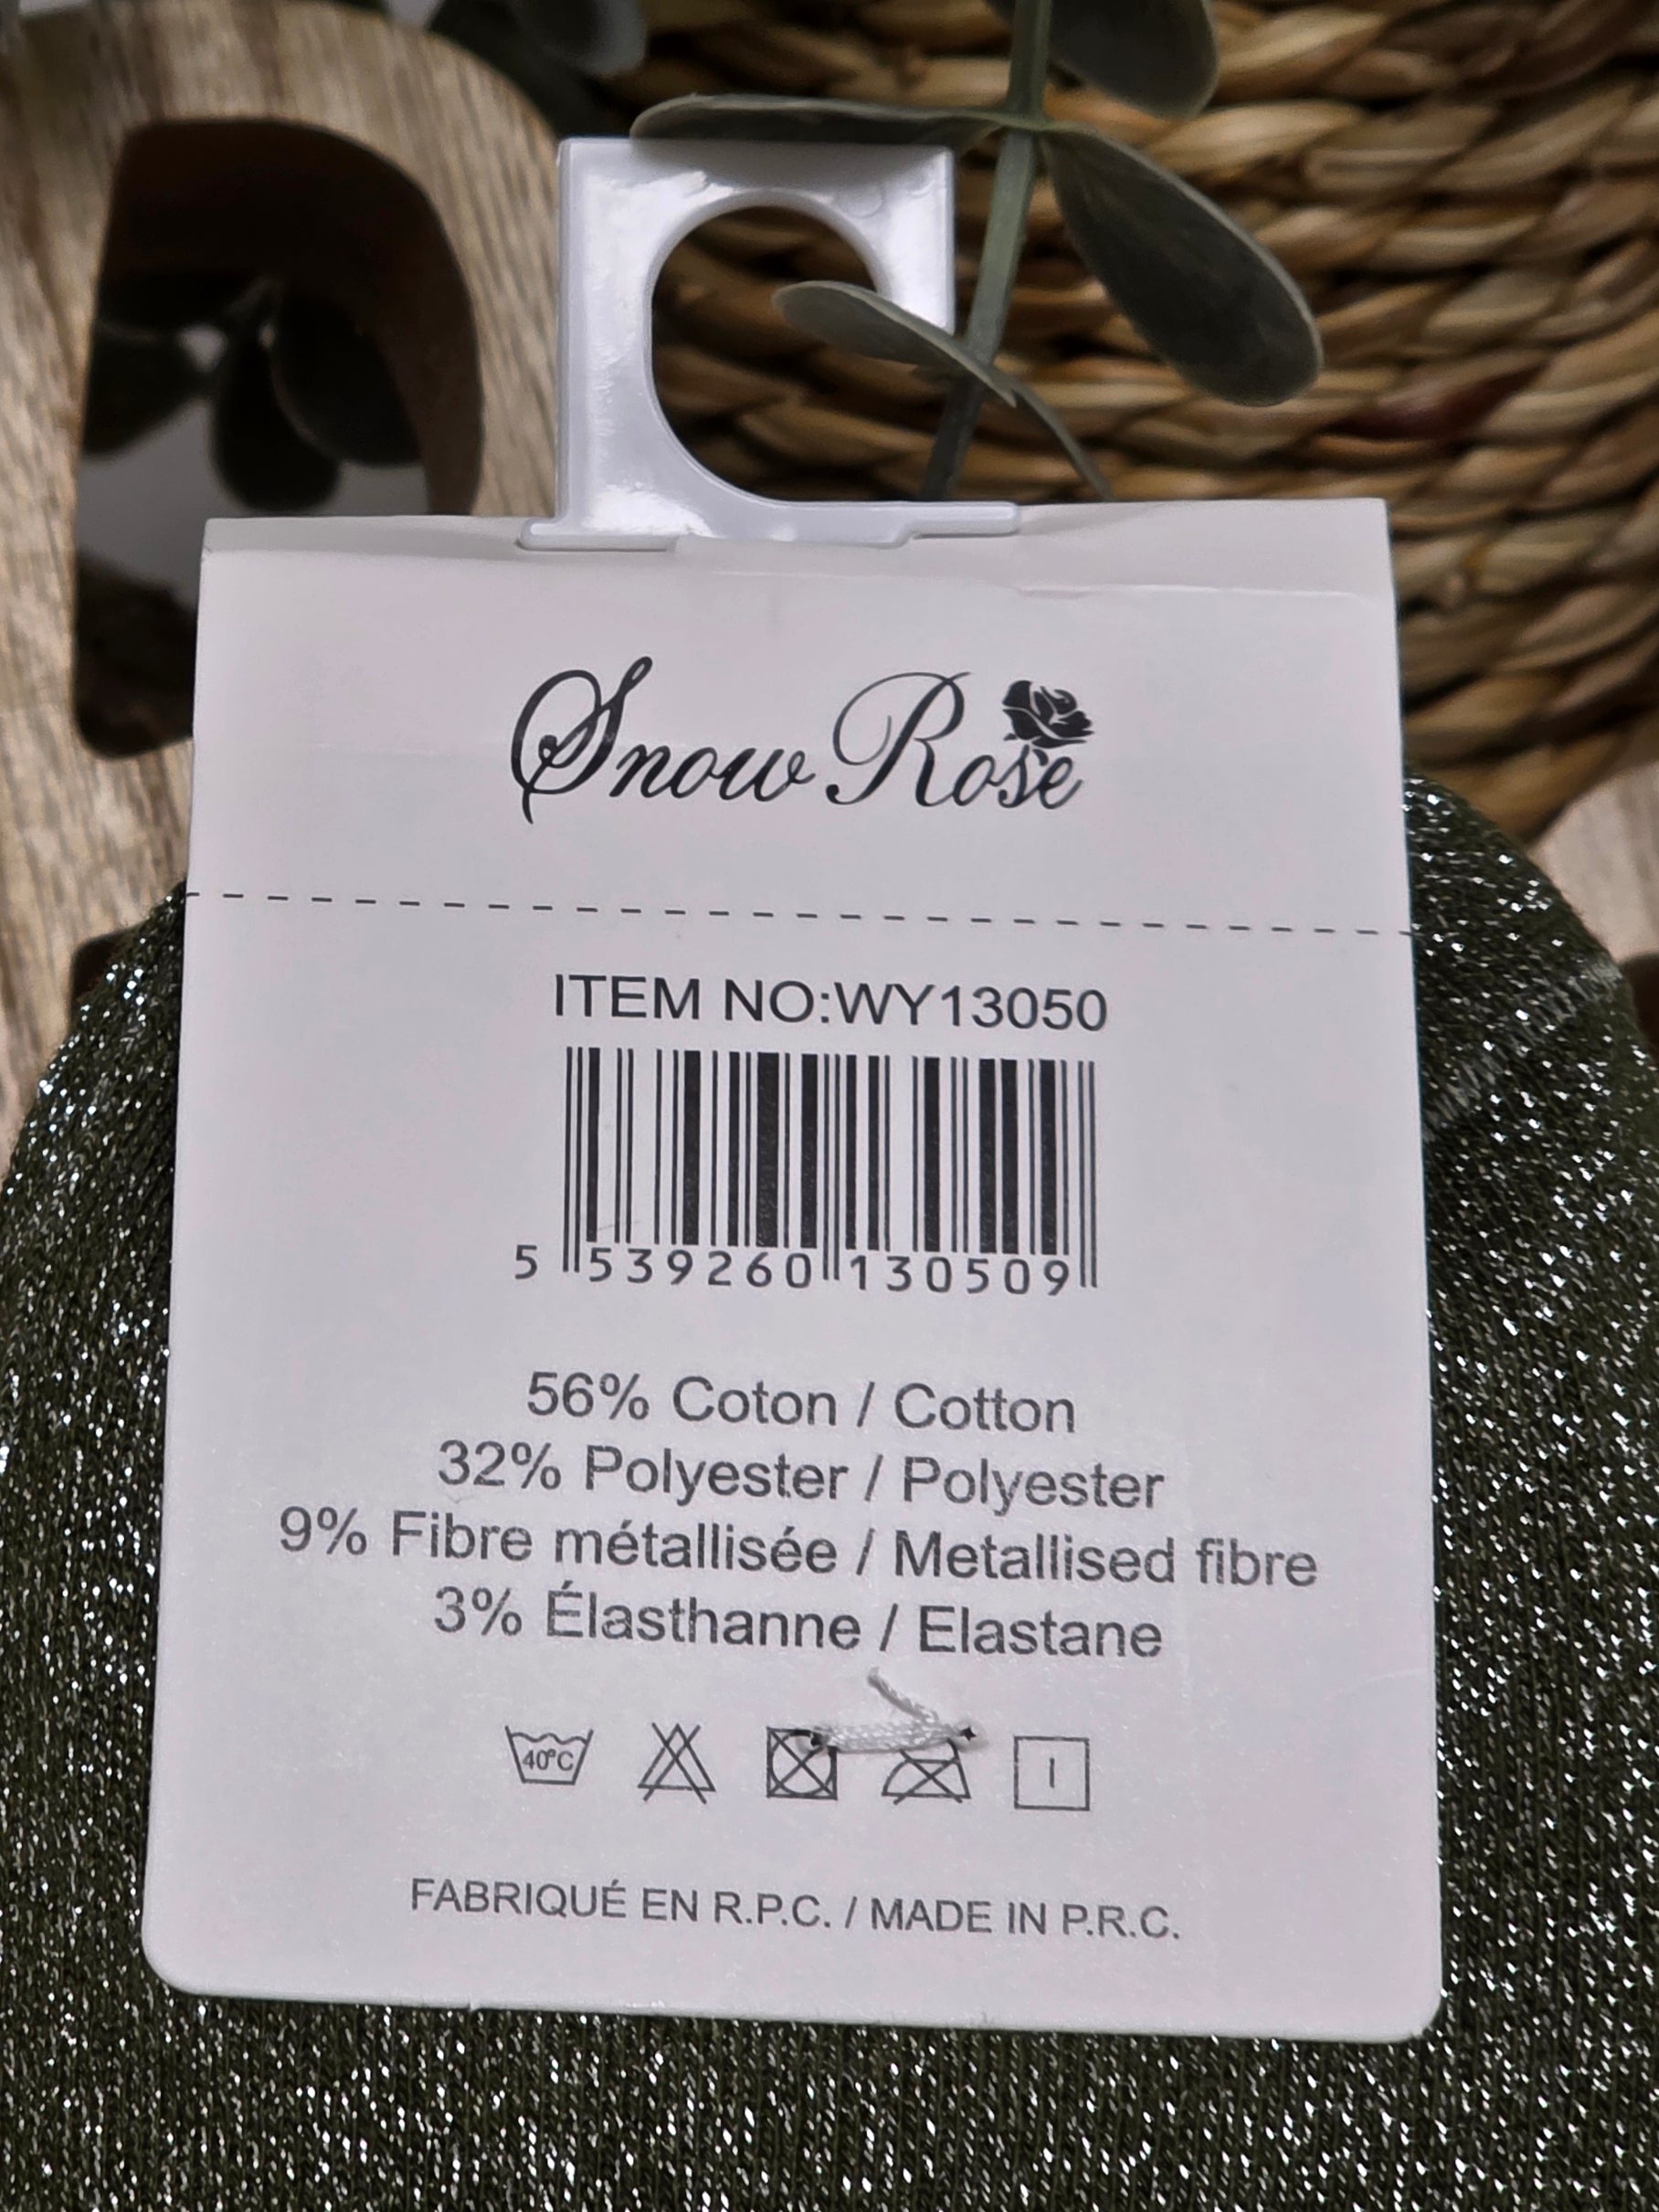 Snow Rose
ITEM NO:WY13050
5 539260 130509
56% Coton / Cotton
32% Polyester / Polyester
9% Fibre métallisée / Metallised fibre
3% Élasthanne / Elastane
40°C
FABRIQUÉ EN R.P.C. / MADE IN P.R.C.